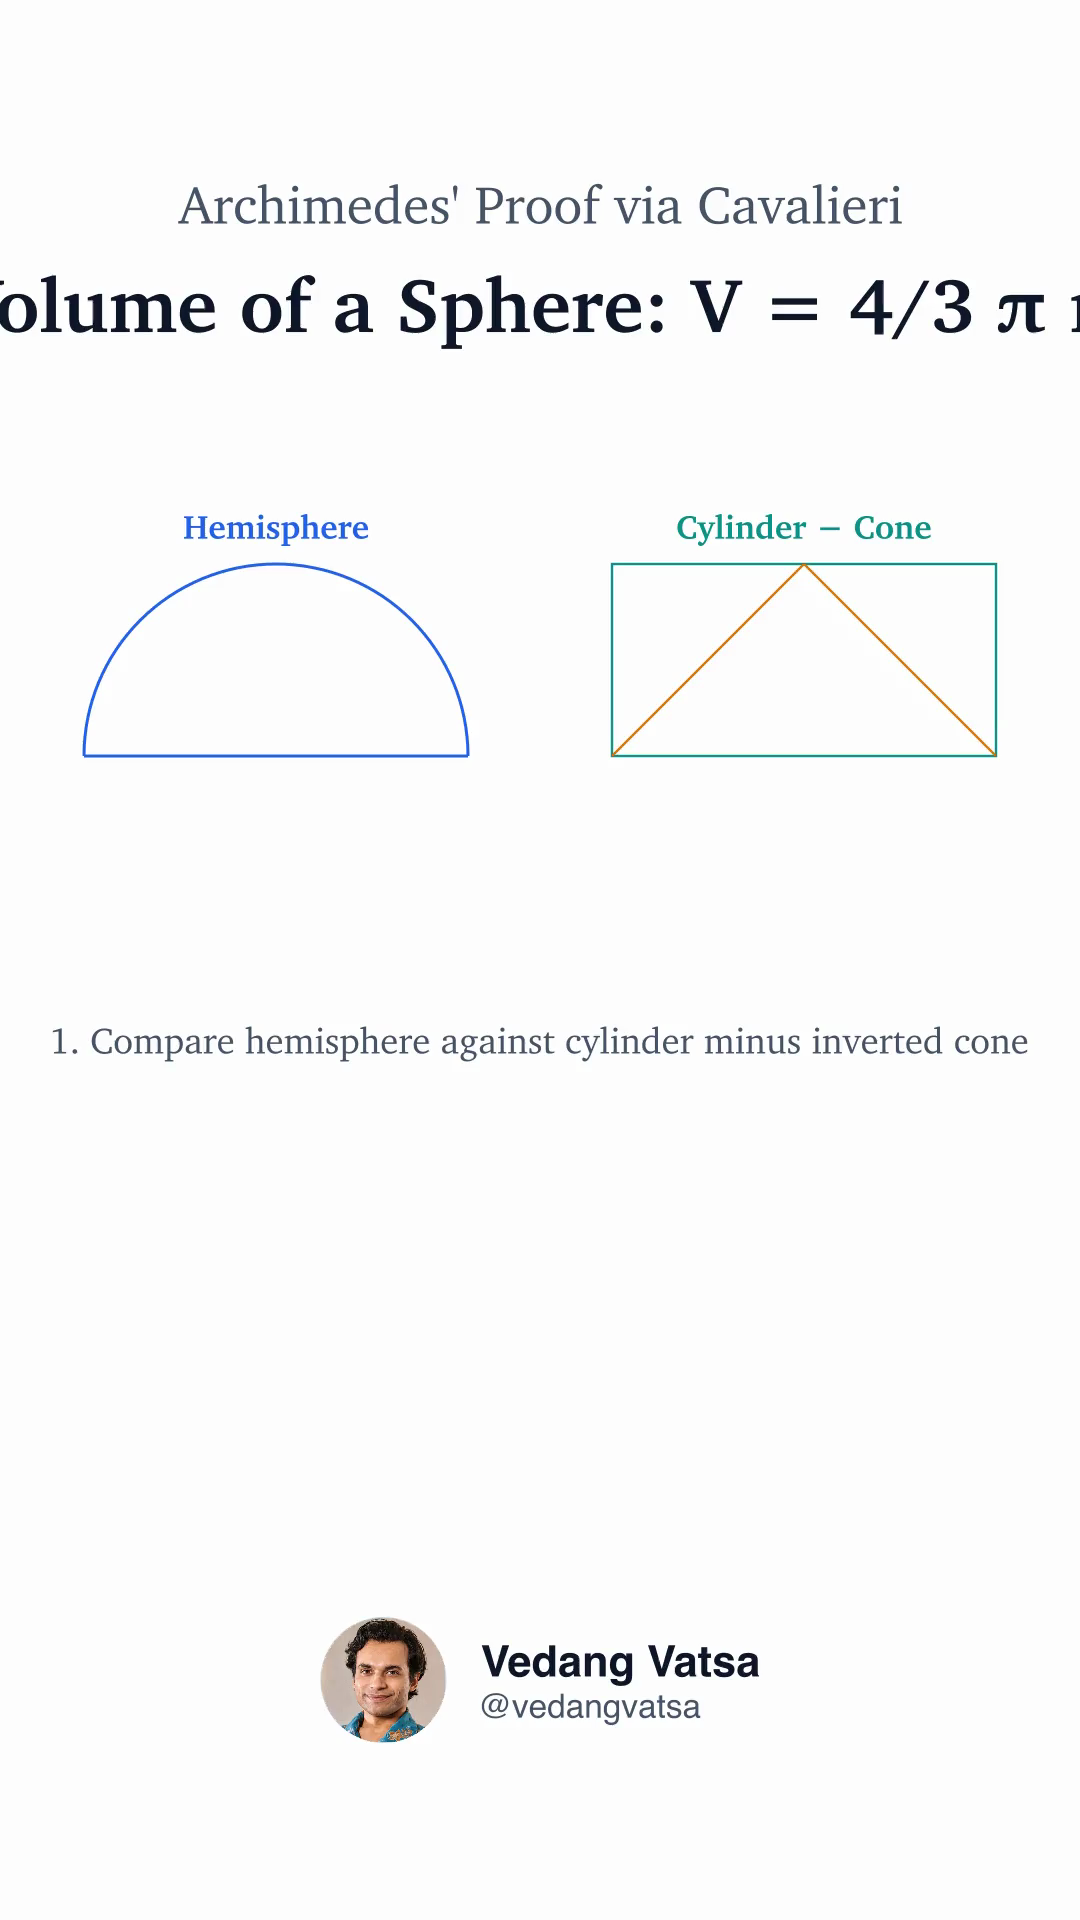 Archimedes' Proof via Cavalieri
olume of a Sphere: V = 4/3 π
Hemisphere
Cylinder − Cone
1. Compare hemisphere against cylinder minus inverted cone
Vedang Vatsa
@vedangvatsa